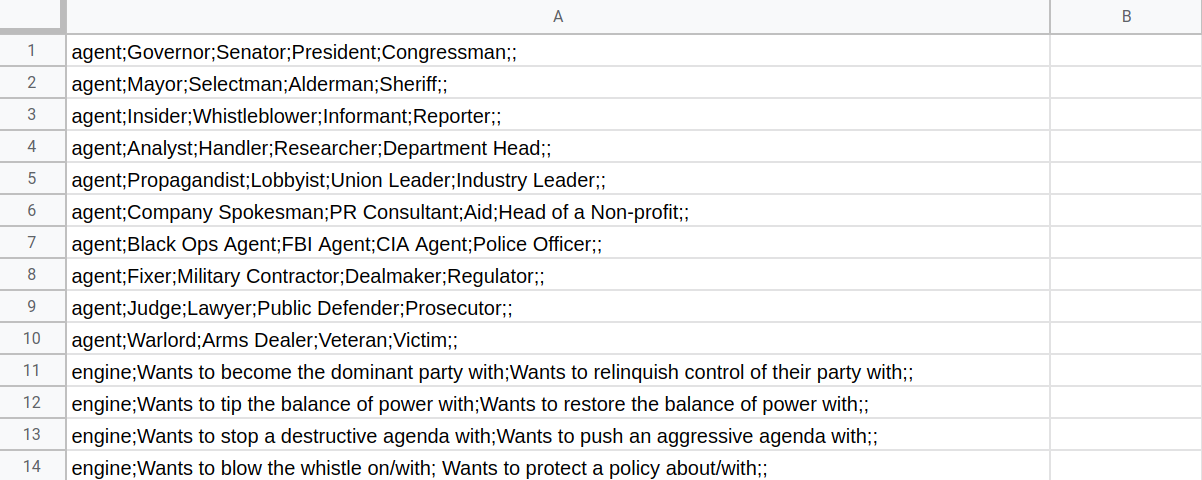 A B
1 agent;Governor;Senator;President;Congressman;;
2 agent;Mayor;Selectman;Alderman;Sheriff;;
3 agent;Insider;Whistleblower;Informant;Reporter;;
4 agent;Analyst;Handler;Researcher;Department Head;;
5 agent;Propagandist;Lobbyist;Union Leader;Industry Leader;;
6 agent;Company Spokesman;PR Consultant;Aid;Head of a Non-profit;;
7 agent;Black Ops Agent;FBI Agent;CIA Agent;Police Officer;;
8 agent;Fixer;Military Contractor;Dealmaker;Regulator;;
9 agent;Judge;Lawyer;Public Defender;Prosecutor;;
10 agent;Warlord;Arms Dealer;Veteran;Victim;;
11 engine;Wants to become the dominant party with;Wants to relinquish control of their party with;;
12 engine;Wants to tip the balance of power with;Wants to restore the balance of power with;;
13 engine;Wants to stop a destructive agenda with;Wants to push an aggressive agenda with;;
14 engine;Wants to blow the whistle on/with; Wants to protect a policy about/with;;